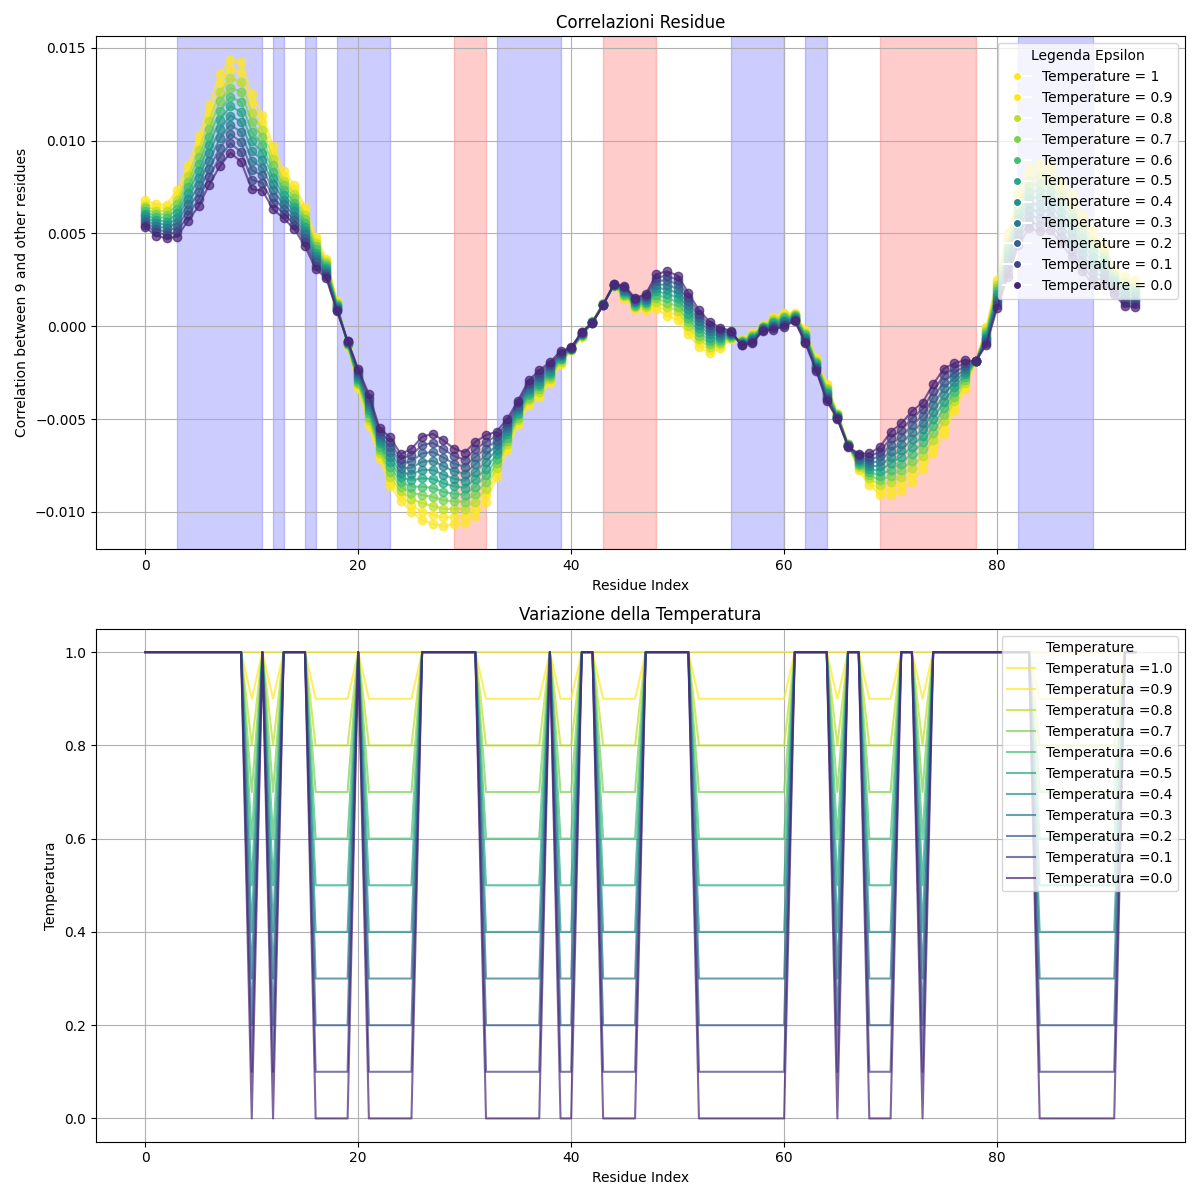 Correlazioni Residue
0.015
0.010
0.005
0.000
−0.005
−0.010
Correlation between 9 and other residues
Legenda Epsilon
Temperature = 1
Temperature = 0.9
Temperature = 0.8
Temperature = 0.7
Temperature = 0.6
Temperature = 0.5
Temperature = 0.4
Temperature = 0.3
Temperature = 0.2
Temperature = 0.1
Temperature = 0.0
0 20 40 60 80
Residue Index
Variazione della Temperatura
1.0
0.8
0.6
0.4
0.2
0.0
Temperatura
Temperature
Temperatura =1.0
Temperatura =0.9
Temperatura =0.8
Temperatura =0.7
Temperatura =0.6
Temperatura =0.5
Temperatura =0.4
Temperatura =0.3
Temperatura =0.2
Temperatura =0.1
Temperatura =0.0
0 20 40 60 80
Residue Index